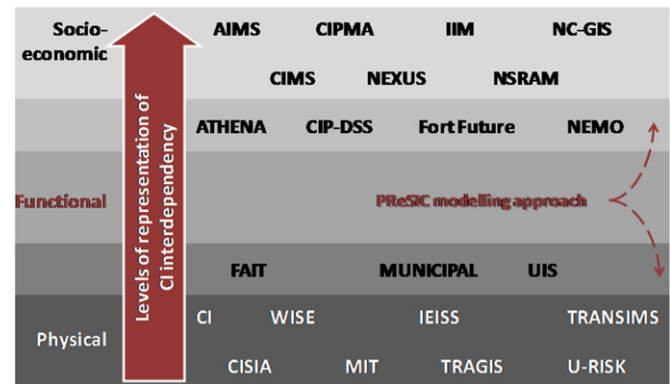 Socio-
economic
AIMS CIPMA IIM NC-GIS
CIMS NEXUS NSRAM
ATHENA CIP-DSS Fort Future NEMO
Functional
PReSIC modelling approach
FAIT MUNICIPAL UIS
Physical
CI WISE IEISS TRANSIMS
CISIA MIT TRAGIS U-RISK
Levels of representation of
CI interdependency